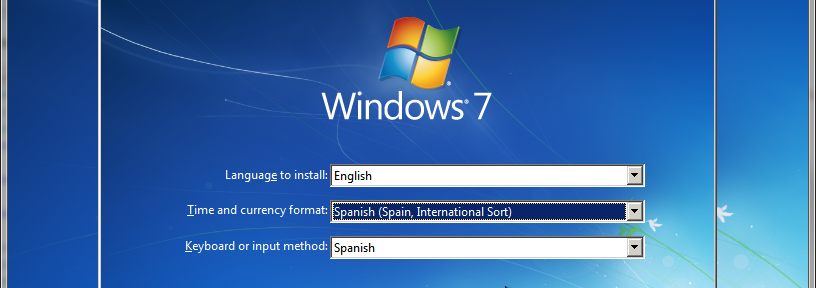 Windows® 7
Language to install: English
Time and currency format: Spanish (Spain, International Sort)
Keyboard or input method: Spanish